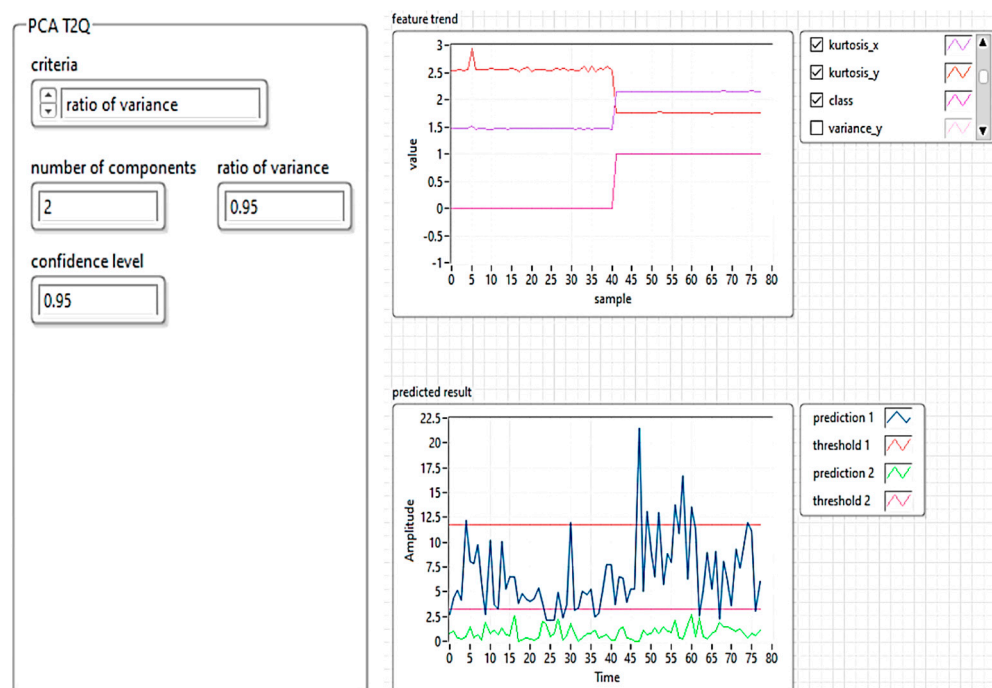 PCA T2Q
criteria
ratio of variance
number of components
ratio of variance
2
0.95
confidence level
0.95
feature trend
3
2.5
2
1.5
1
0.5
0
-0.5
-1
value
0 5 10 15 20 25 30 35 40 45 50 55 60 65 70 75 80
sample
kurtosis_x
kurtosis_y
class
variance_y
predicted result
22.5
20
17.5
15
12.5
10
7.5
5
2.5
0
Amplitude
0 5 10 15 20 25 30 35 40 45 50 55 60 65 70 75 80
Time
prediction 1
threshold 1
prediction 2
threshold 2